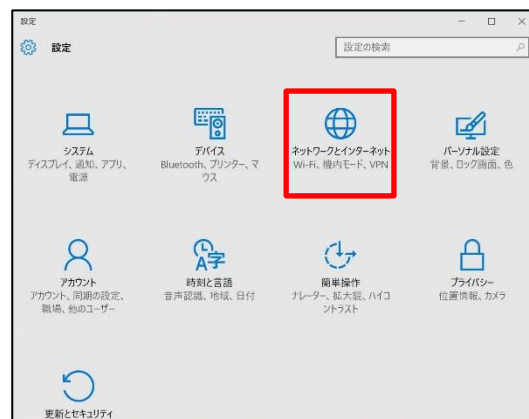 設定
設定
設定の検索
システム
ディスプレイ、通知、アプリ、
電源
デバイス
Bluetooth、プリンター、マ
ウス
ネットワークとインターネット
Wi-Fi、機内モード、VPN
パーソナル設定
背景、ロック画面、色
アカウント
アカウント、同期の設定、
職場、他のユーザー
時刻と言語
音声認識、地域、日付
簡単操作
ナレーター、拡大鏡、ハイコ
ントラスト
プライバシー
位置情報、カメラ
更新とセキュリティ